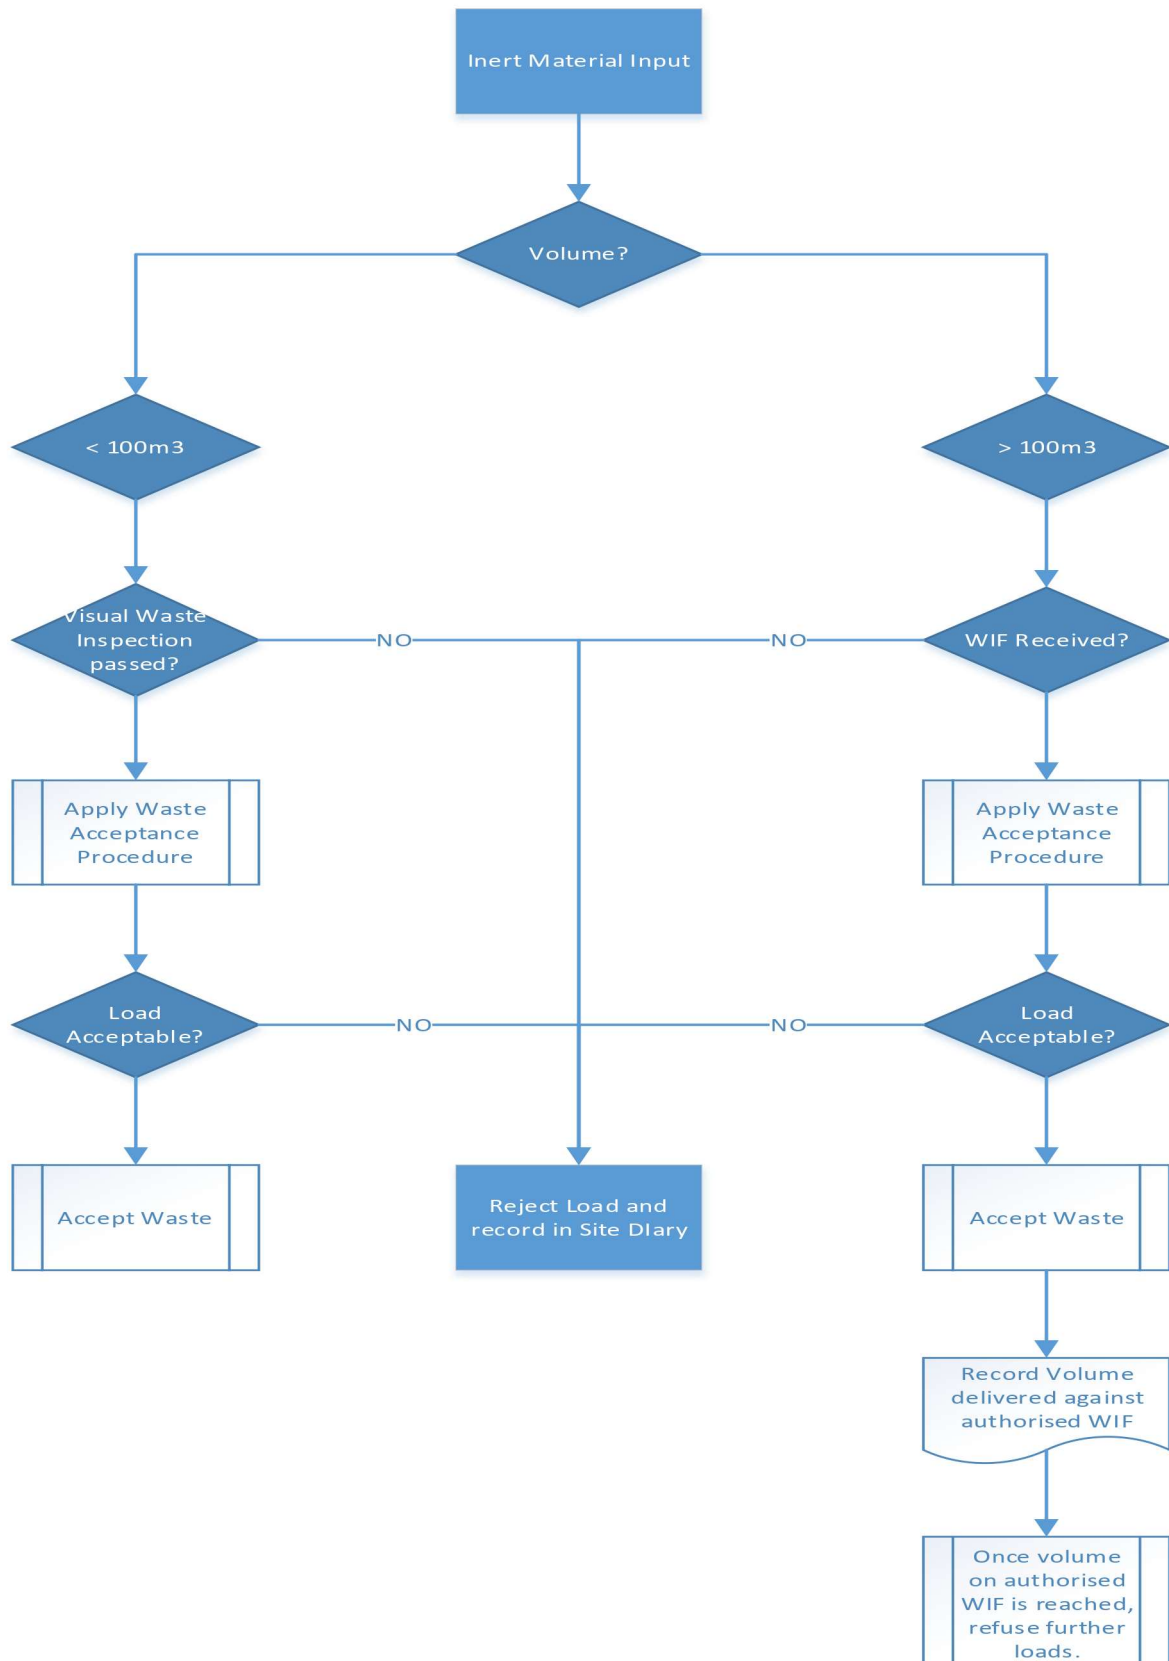 Inert Material Input
Volume?
< 100m3
> 100m3
Visual Waste
Inspection
passed?
NO
NO
WIF Received?
Apply Waste
Acceptance
Procedure
Apply Waste
Acceptance
Procedure
Load
Acceptable?
NO
NO
Load
Acceptable?
Accept Waste
Reject Load and
record in Site DIary
Accept Waste
Record Volume
delivered against
authorised WIF
Once volume
on authorised
WIF is reached,
refuse further
loads.